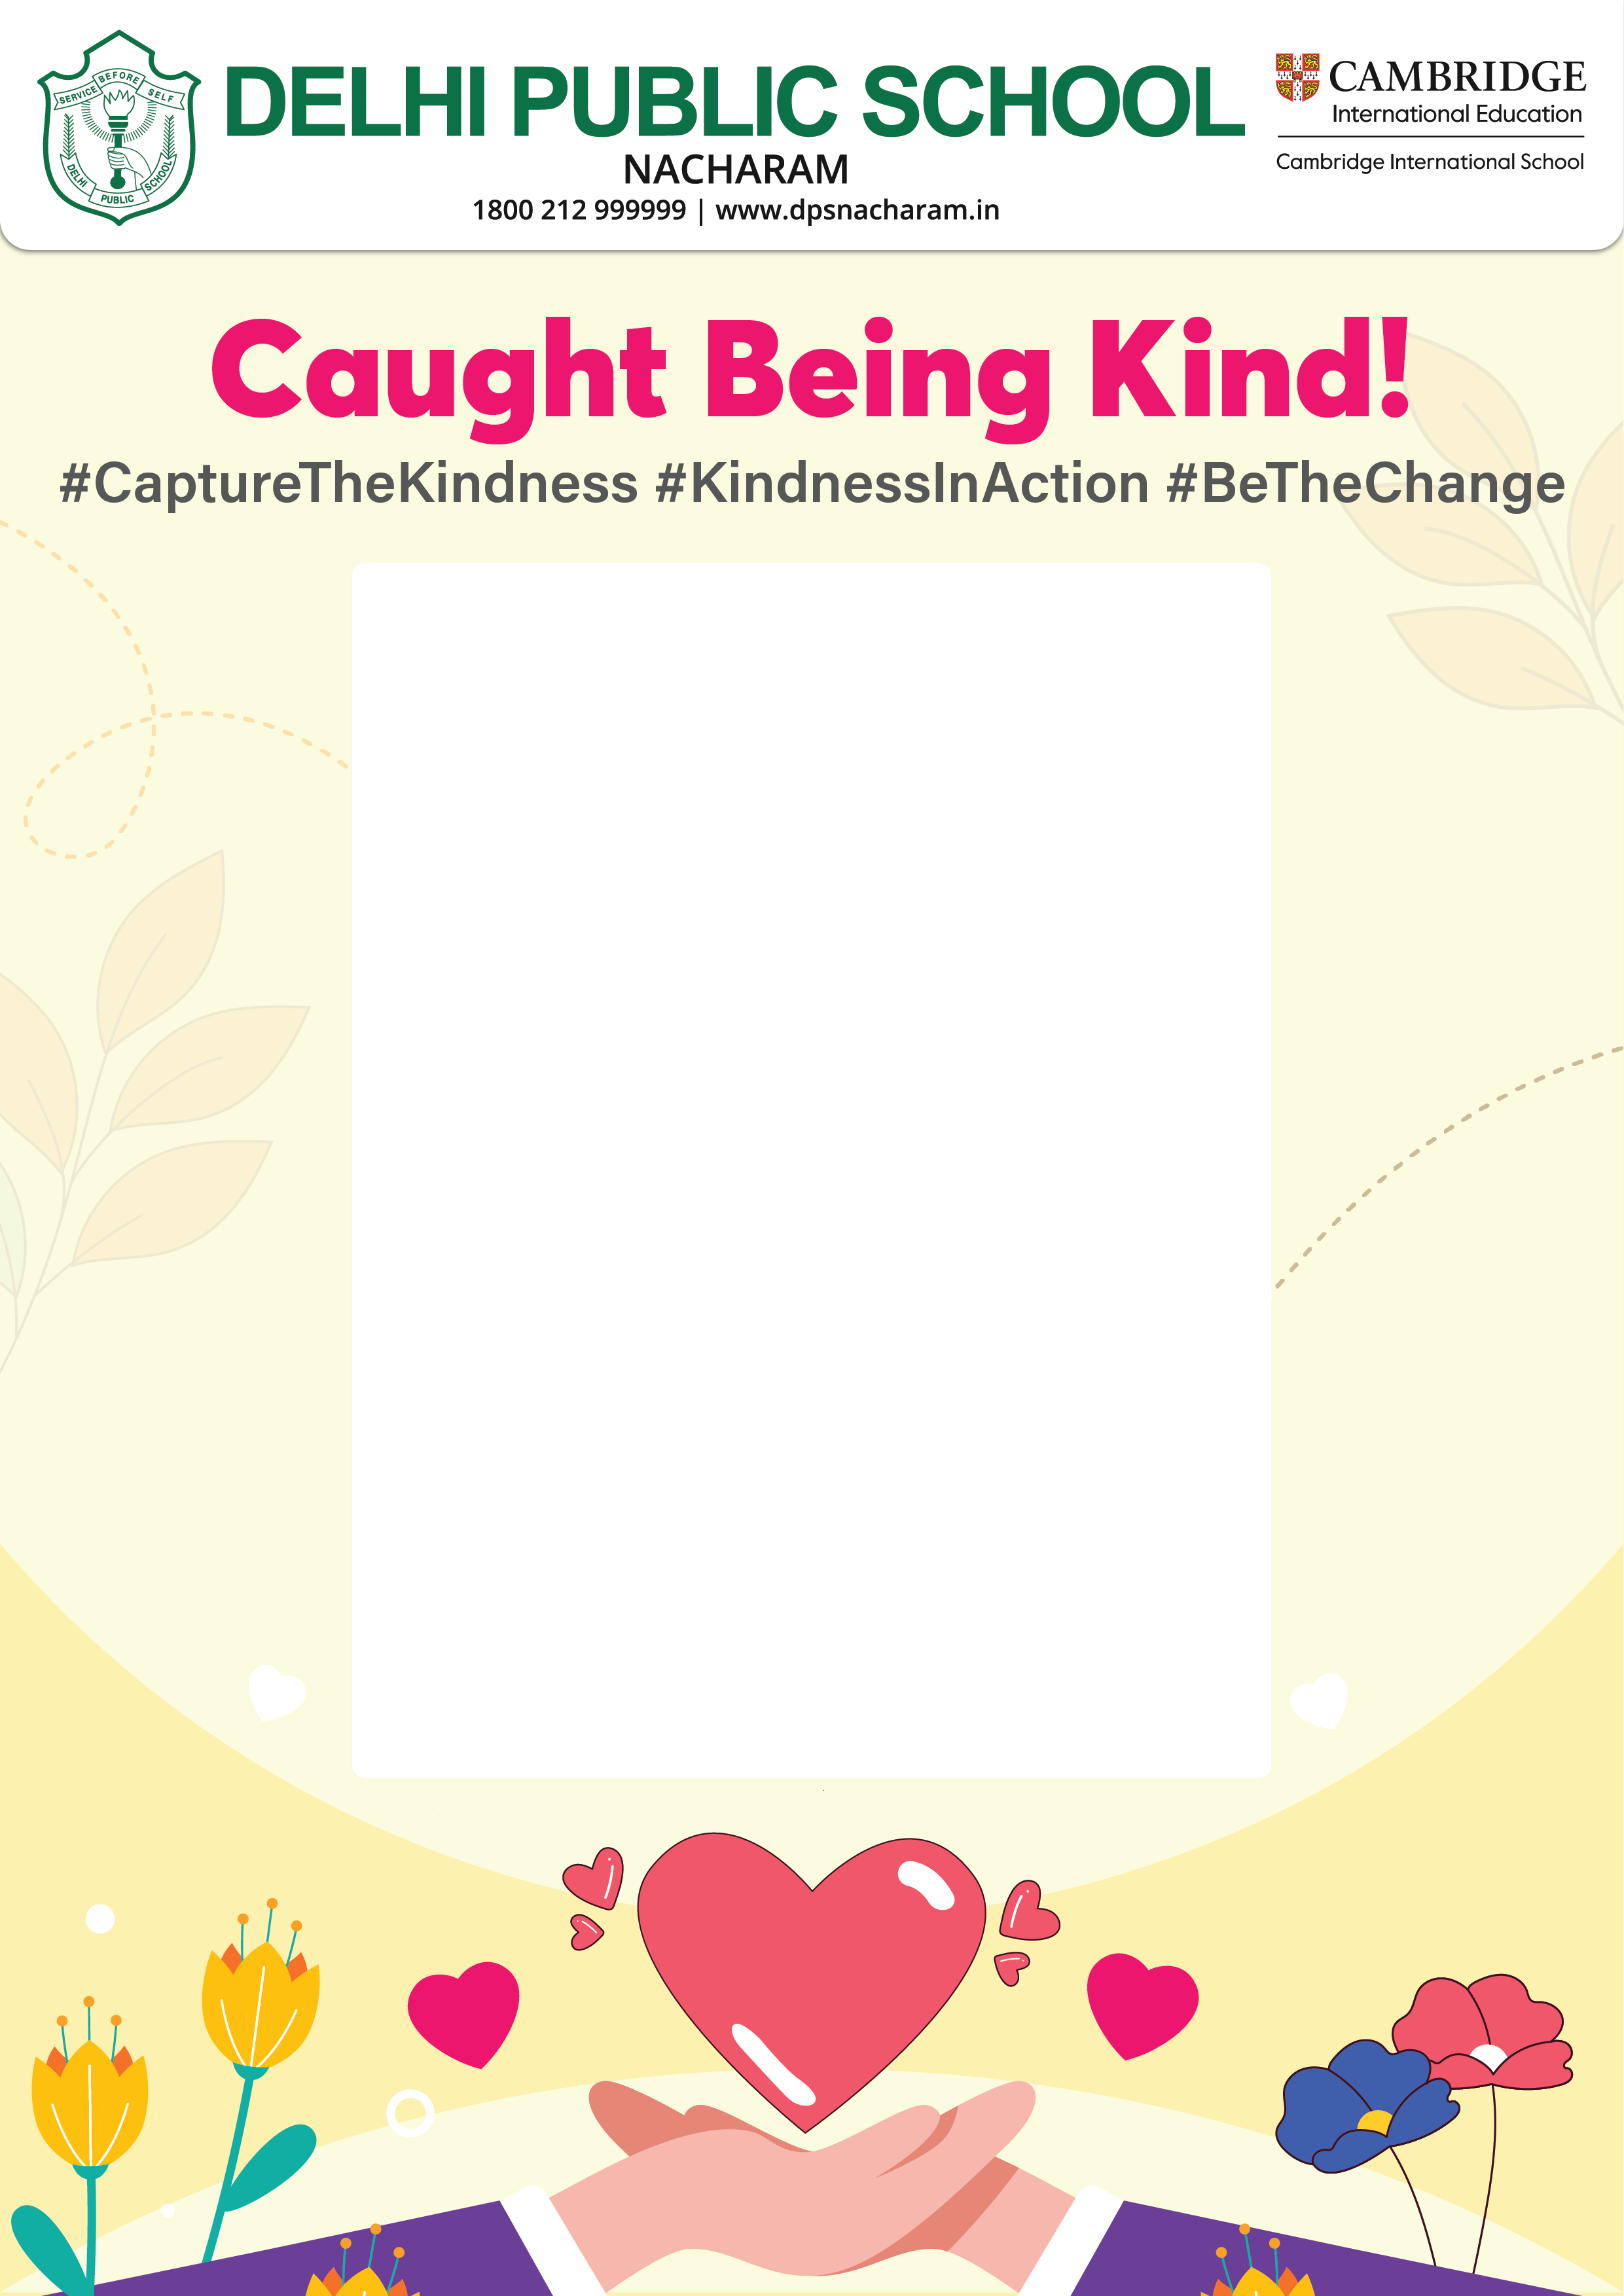 SERVICE BEFORE SELF
DELHI PUBLIC SCHOOL
DELHI PUBLIC SCHOOL
NACHARAM
1800 212 999999 | www.dpsnacharam.in
CAMBRIDGE
International Education
Cambridge International School
Caught Being Kind!
#CaptureTheKindness #KindnessInAction #BeTheChange